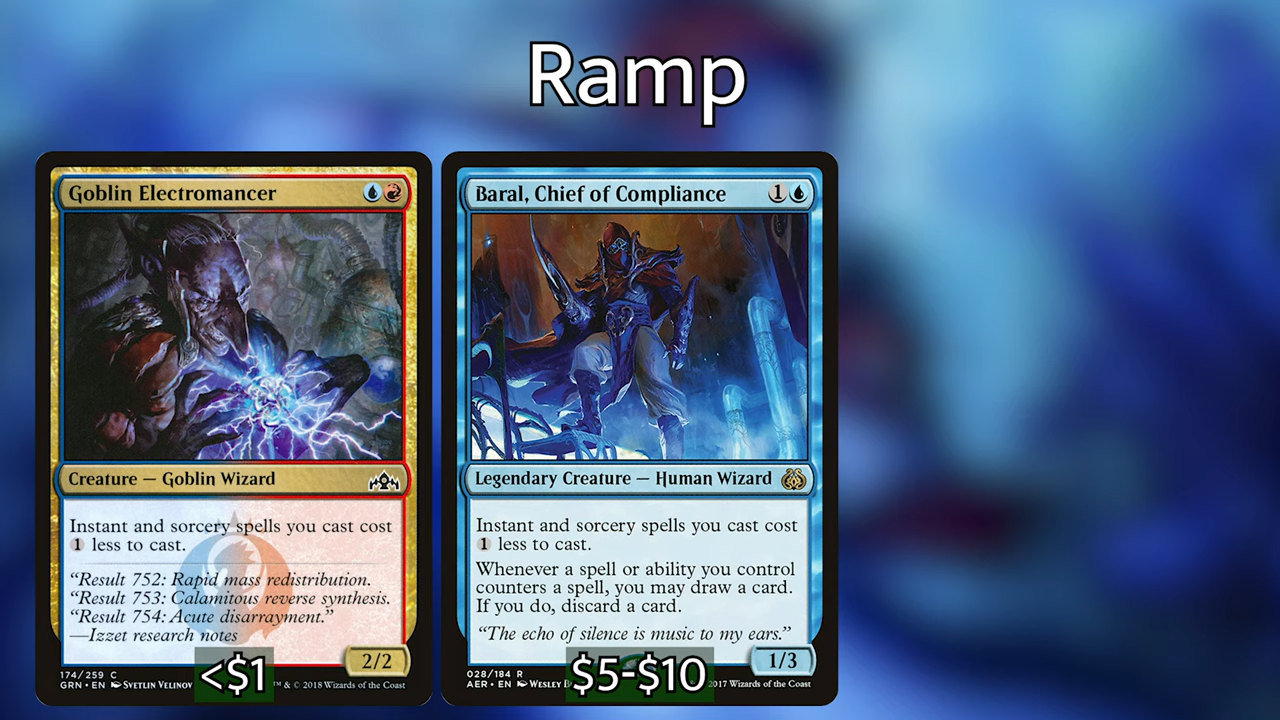 Ramp
Goblin Electromancer
Creature — Goblin Wizard
Instant and sorcery spells you cast cost
1 less to cast.
“Result 752: Rapid mass redistribution.
“Result 753: Calamitous reverse synthesis.
“Result 754: Acute disarrayment.”
—Izzet research notes
2/2
174/259 C
GRN • EN SVETLIN VELINOV ™ & © 2018 Wizards of the Coast
<$1
Baral, Chief of Compliance 1
Legendary Creature — Human Wizard
Instant and sorcery spells you cast cost
1 less to cast.
Whenever a spell or ability you control
counters a spell, you may draw a card.
If you do, discard a card.
“The echo of silence is music to my ears.”
1/3
028/184 R
AER • EN WESLEY 2017 Wizards of the Coast
$5-$10